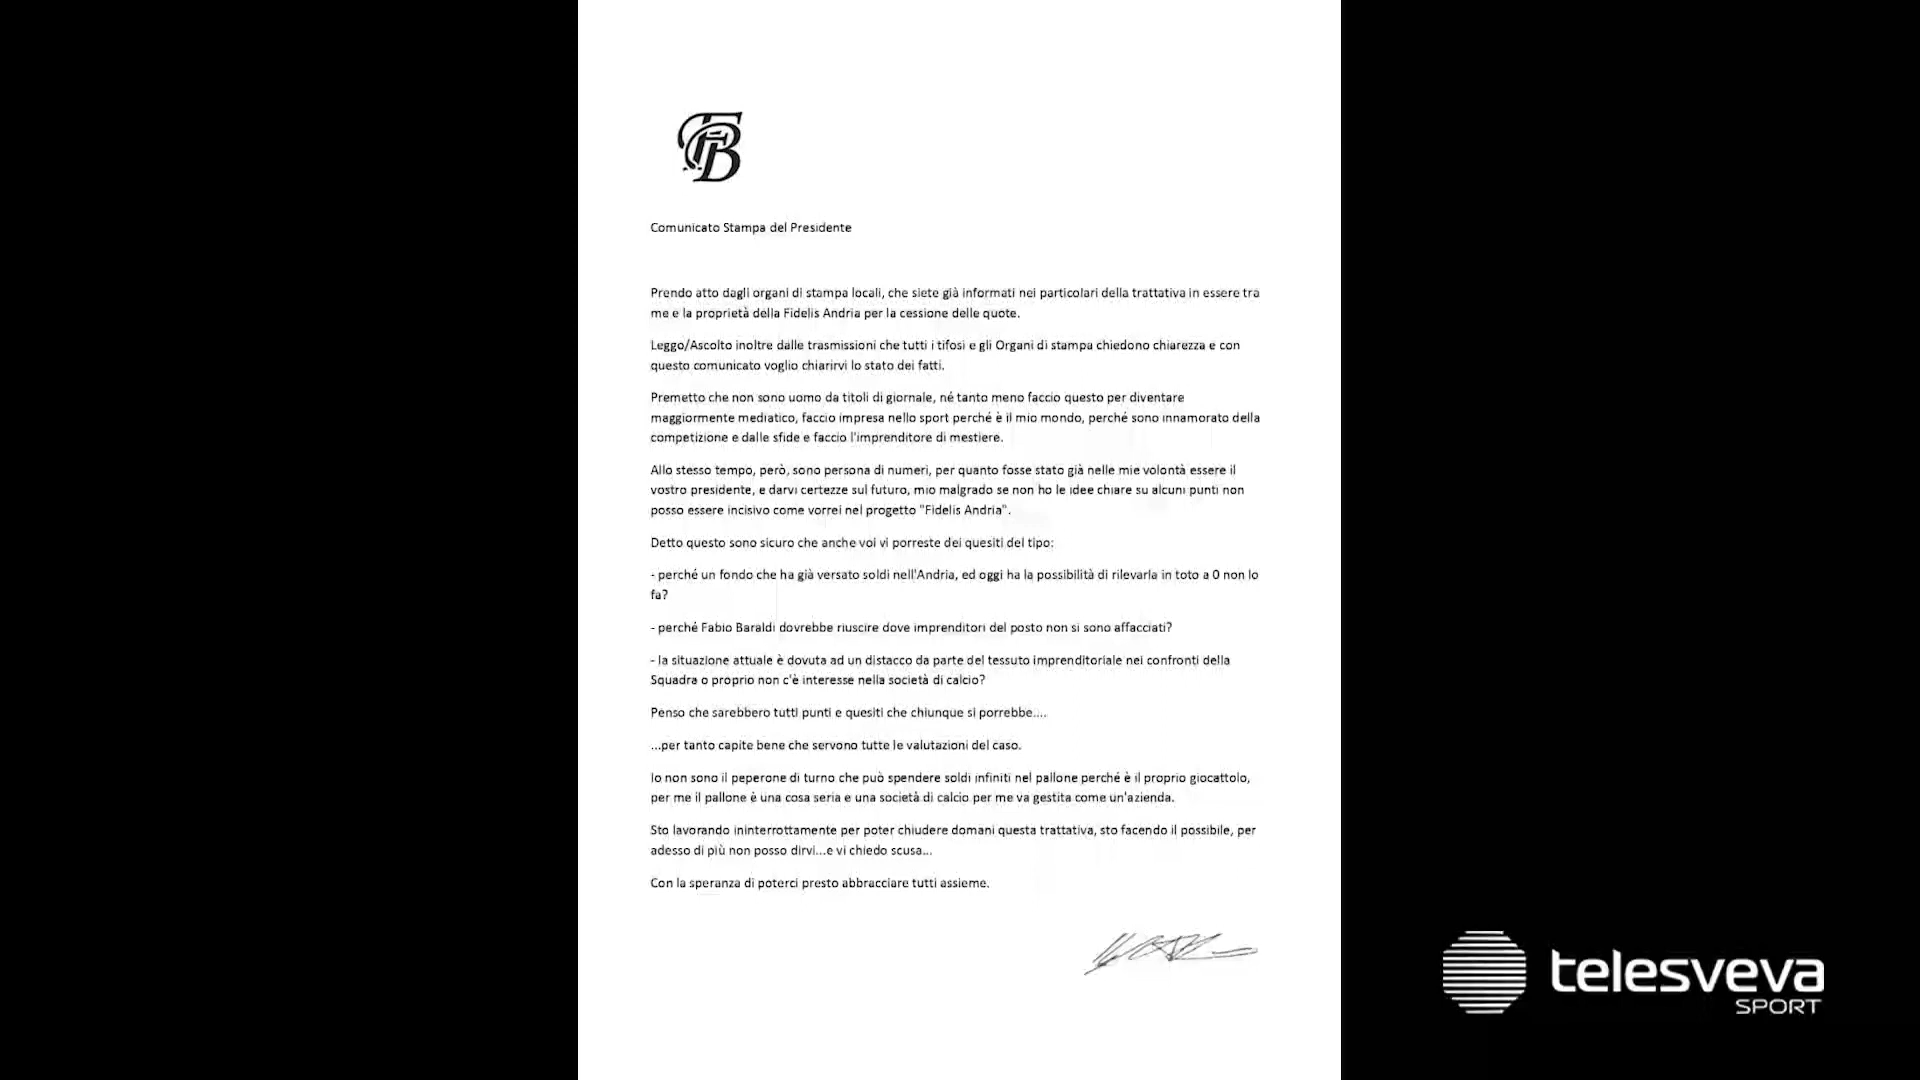 FB
Comunicato Stampa del Presidente
Prendo atto dagli organi di stampa locali, che siete già informati nei particolari della trattativa in essere tra
me e la proprietà della Fidelis Andria per la cessione delle quote.
Leggo/Ascolto inoltre dalle trasmissioni che tutti i tifosi e gli Organi di stampa chiedono chiarezza e con
questo comunicato voglio chiarirvi lo stato dei fatti.
Premetto che non sono uomo da titoli di giornale, né tanto meno faccio questo per diventare
maggiormente mediatico, faccio impresa nello sport perché è il mio mondo, perché sono innamorato della
competizione e dalle sfide e faccio l'imprenditore di mestiere.
Allo stesso tempo, però, sono persona di numeri, per quanto fosse stato già nelle mie volontà essere il
vostro presidente, e darvi certezze sul futuro, mio malgrado se non ho le idee chiare su alcuni punti non
posso essere incisivo come vorrei nel progetto "Fidelis Andria".
Detto questo sono sicuro che anche voi vi porreste dei quesiti del tipo:
- perché un fondo che ha già versato soldi nell'Andria, ed oggi ha la possibilità di rilevarla in toto a 0 non lo
fa?
- perché Fabio Baraldi dovrebbe riuscire dove imprenditori del posto non si sono affacciati?
- la situazione attuale è dovuta ad un distacco da parte del tessuto imprenditoriale nei confronti della
Squadra o proprio non c'è interesse nella società di calcio?
Penso che sarebbero tutti punti e quesiti che chiunque si porrebbe....
...per tanto capite bene che servono tutte le valutazioni del caso.
Io non sono il peperone di turno che può spendere soldi infiniti nel pallone perché è il proprio giocattolo,
per me il pallone è una cosa seria e una società di calcio per me va gestita come un'azienda.
Sto lavorando ininterrottamente per poter chiudere domani questa trattativa, sto facendo il possibile, per
adesso di più non posso dirvi...e vi chiedo scusa...
Con la speranza di poterci presto abbracciare tutti assieme.
telesveva
SPORT